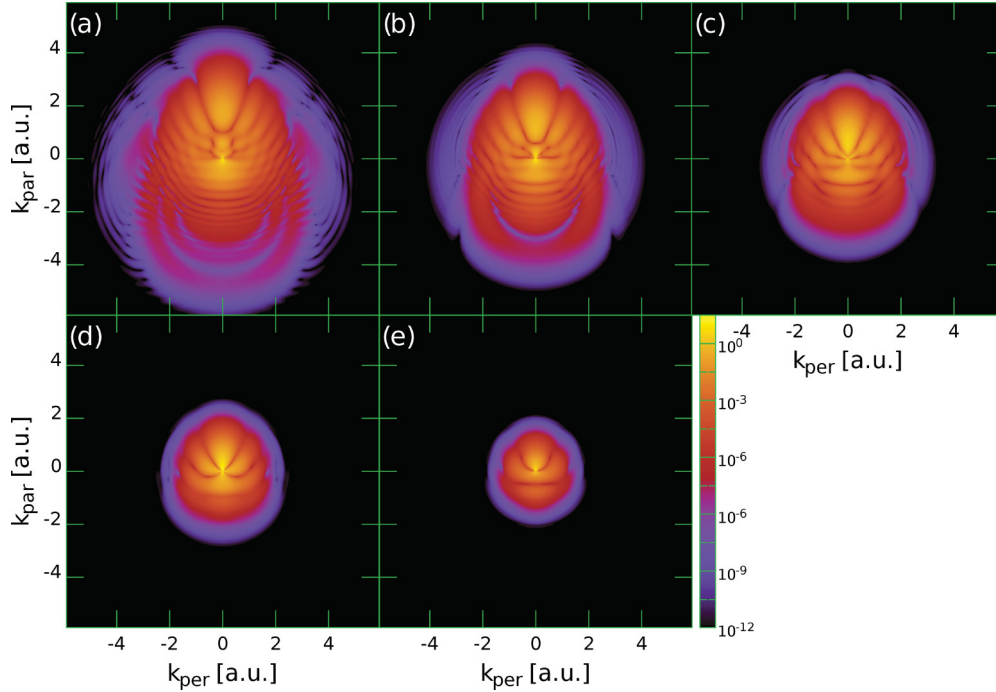 (a)
(b)
(c)
4
2
0
-2
-4
k_par [a.u.]
-4 -2 0 2 4
k_per [a.u.]
(d)
(e)
4
2
0
-2
-4
k_par [a.u.]
10^0
10^-3
10^-6
10^-6
10^-9
10^-12
-4 -2 0 2 4
-4 -2 0 2 4
k_per [a.u.]
k_per [a.u.]